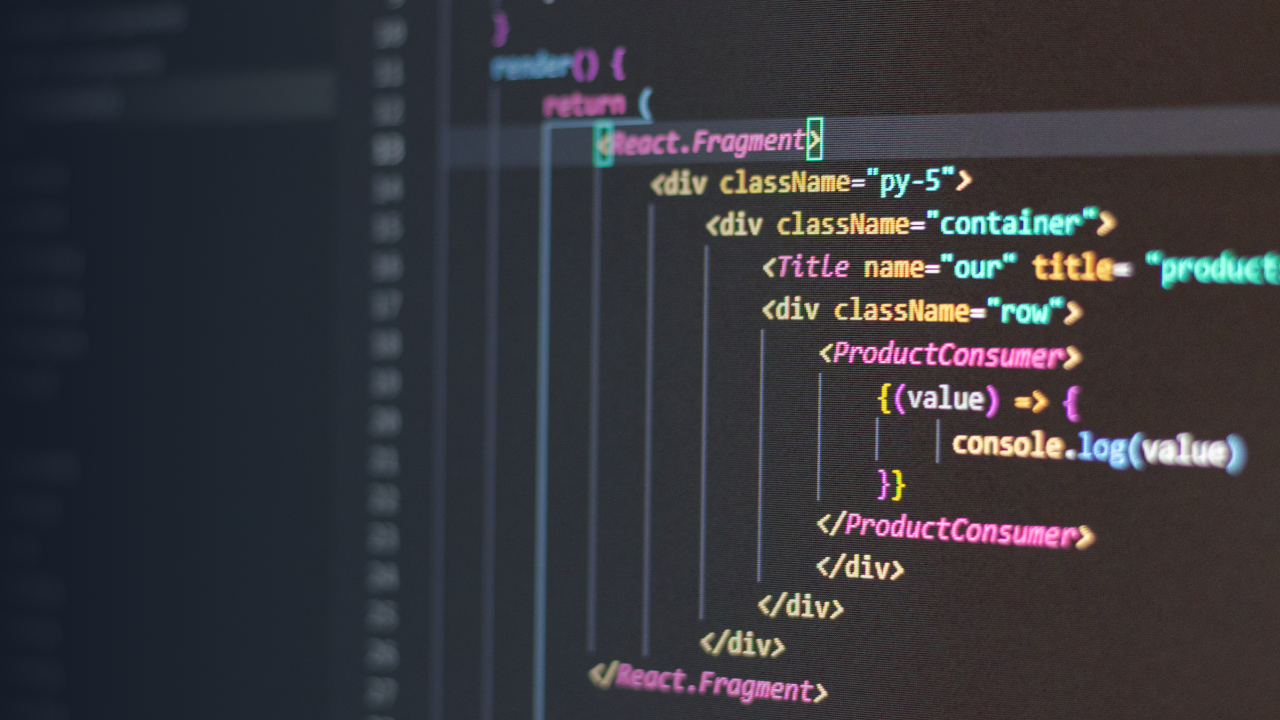 }
render() {
return (
<React.Fragment>
<div className="py-5">
<div className="container">
<Title name="our" title= "product
<div className="row">
<ProductConsumer>
{(value) => {
console.log(value)
}}
</ProductConsumer>
</div>
</div>
</div>
</React.Fragment>